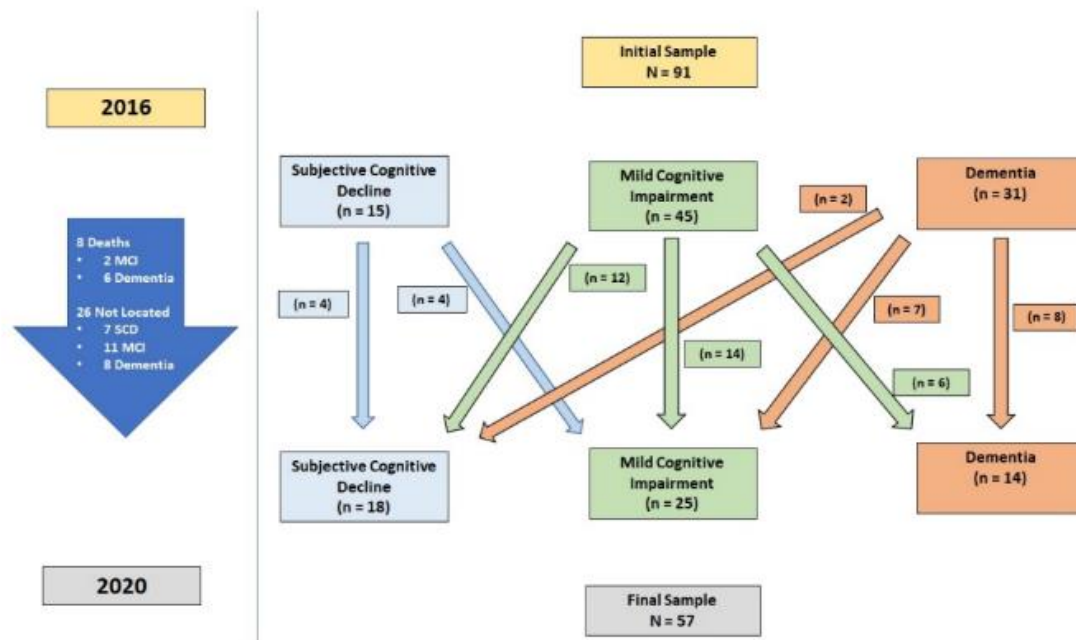 Initial Sample
N = 91
2016
Subjective Cognitive
Decline
(n = 15)
Mild Cognitive
Impairment
(n = 45)
Dementia
(n = 31)
8 Deaths
• 2 MCI
• 6 Dementia
26 Not Located
• 7 SCD
• 11 MCI
• 8 Dementia
(n = 4)
(n = 4)
(n = 12)
(n = 14)
(n = 2)
(n = 7)
(n = 6)
(n = 8)
Subjective Cognitive
Decline
(n = 18)
Mild Cognitive
Impairment
(n = 25)
Dementia
(n = 14)
2020
Final Sample
N = 57